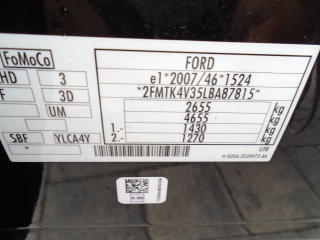 FoMoCo
FORD
e1*2007/46*1524
HD 3
*2FMTK4V35LBA87815*
F 3D
2655 kg
UM
4655 kg
1.- 1430 kg
SBF YLCA4Y
2.- 1270 kg
UTR